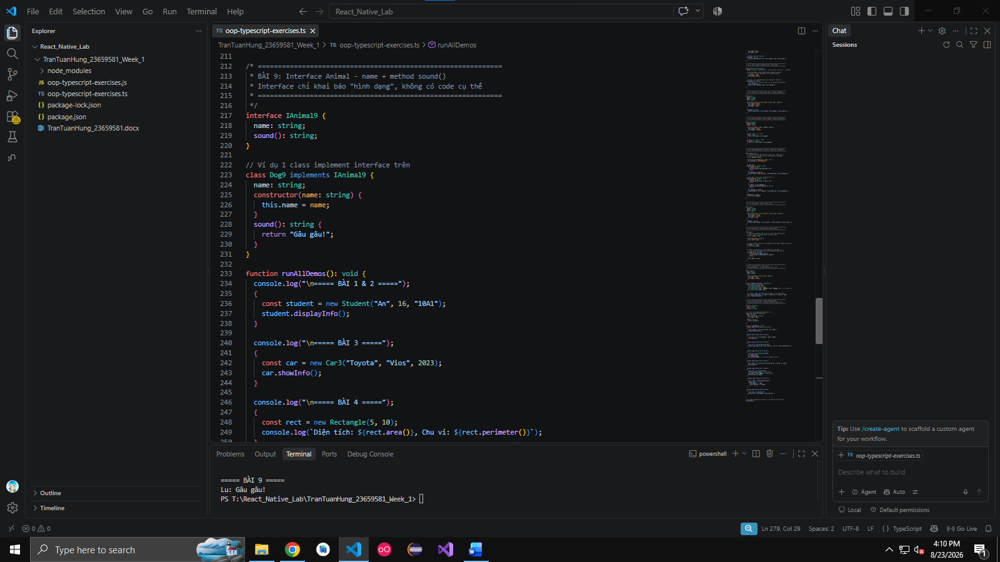 File Edit Selection View Go Run Terminal Help
React_Native_Lab
Explorer
React_Native_Lab
TranTuanHung_23659581_Week_1
node_modules
JS oop-typescript-exercises.js
TS oop-typescript-exercises.ts
{} package-lock.json
{} package.json
TranTuanHung_23659581.docx
Outline
Timeline
TS oop-typescript-exercises.ts
TranTuanHung_23659581_Week_1 > TS oop-typescript-exercises.ts > runAllDemos
211
212 /* ============================================================
213 * BÀI 9: Interface Animal - name + method sound()
214 * Interface chỉ khai báo "hình dạng", không có code cụ thể
215 * ============================================================
216 */
217 interface IAnimal9 {
218 name: string;
219 sound(): string;
220 }
221
222 // Ví dụ 1 class implement interface trên
223 class Dog9 implements IAnimal9 {
224 name: string;
225 constructor(name: string) {
226 this.name = name;
227 }
228 sound(): string {
229 return "Gâu gâu!";
230 }
231 }
232
233 function runAllDemos(): void {
234 console.log("\n===== BÀI 1 & 2 =====");
235 {
236 const student = new Student("An", 16, "10A1");
237 student.displayInfo();
238 }
239
240 console.log("\n===== BÀI 3 =====");
241 {
242 const car = new Car3("Toyota", "Vios", 2023);
243 car.showInfo();
244 }
245
246 console.log("\n===== BÀI 4 =====");
247 {
248 const rect = new Rectangle(5, 10);
249 console.log(`Diện tích: ${rect.area()}, Chu vi: ${rect.perimeter()}`);
250 }
Problems Output Terminal Ports Debug Console
powershell
===== BÀI 9 =====
Lu: Gâu gâu!
PS T:\React_Native_Lab\TranTuanHung_23659581_Week_1>
Chat
Sessions
Tip: Use /create-agent to scaffold a custom agent
for your workflow.
TS oop-typescript-exercises.ts
Describe what to build
Agent Auto
Local Default permissions
0 0
Ln 279, Col 29 Spaces: 2 UTF-8 LF {} TypeScript Go Live
Type here to search
4:10 PM
8/23/2026
1